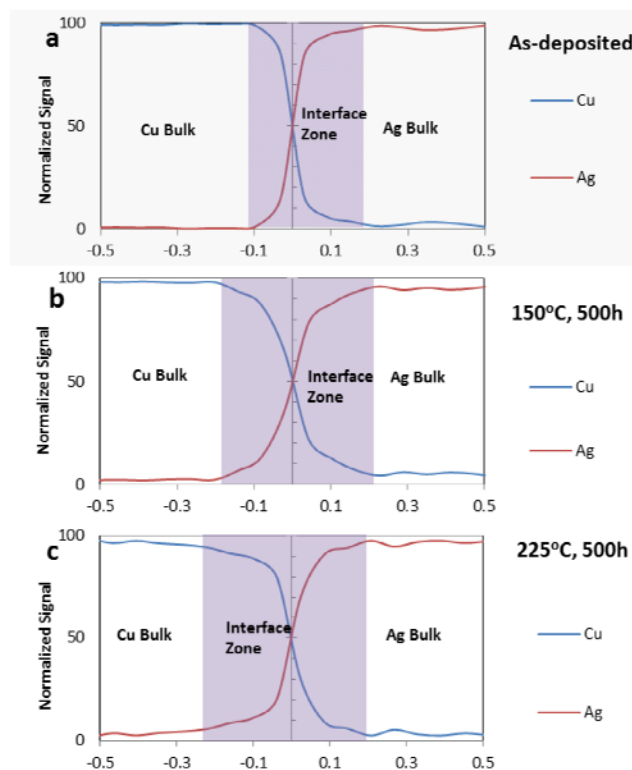 a
As-deposited
Normalized Signal
100
50
0
Cu Bulk
Interface
Zone
Ag Bulk
Cu
Ag
-0.5 -0.3 -0.1 0.1 0.3 0.5
b
150°C, 500h
Normalized Signal
100
50
0
Cu Bulk
Interface
Zone
Ag Bulk
Cu
Ag
-0.5 -0.3 -0.1 0.1 0.3 0.5
c
225°C, 500h
Normalized Signal
100
50
0
Cu Bulk
Interface
Zone
Ag Bulk
Cu
Ag
-0.5 -0.3 -0.1 0.1 0.3 0.5